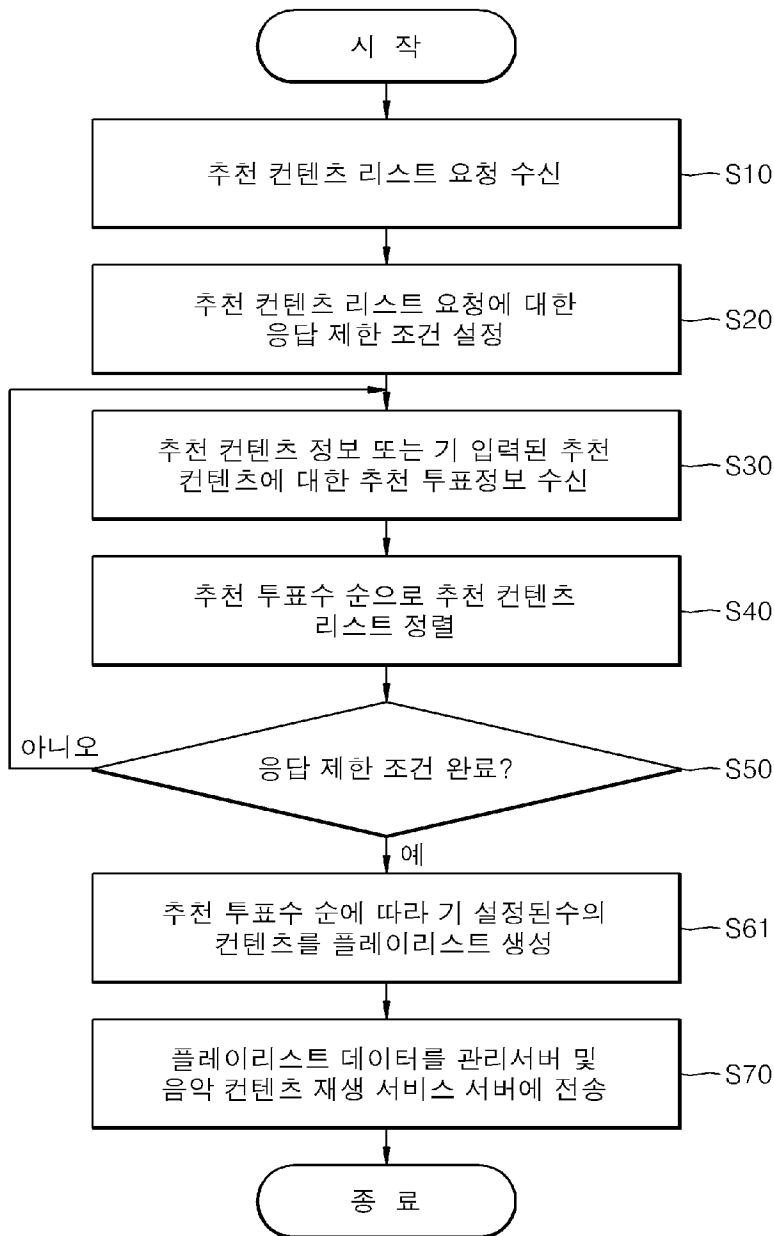 시 작
추천 컨텐츠 리스트 요청 수신
S10
추천 컨텐츠 리스트 요청에 대한
응답 제한 조건 설정
S20
추천 컨텐츠 정보 또는 기 입력된 추천
컨텐츠에 대한 추천 투표정보 수신
S30
추천 투표수 순으로 추천 컨텐츠
리스트 정렬
S40
아니오
응답 제한 조건 완료?
S50
예
추천 투표수 순에 따라 기 설정된수의
컨텐츠를 플레이리스트 생성
S61
플레이리스트 데이터를 관리서버 및
음악 컨텐츠 재생 서비스 서버에 전송
S70
종 료